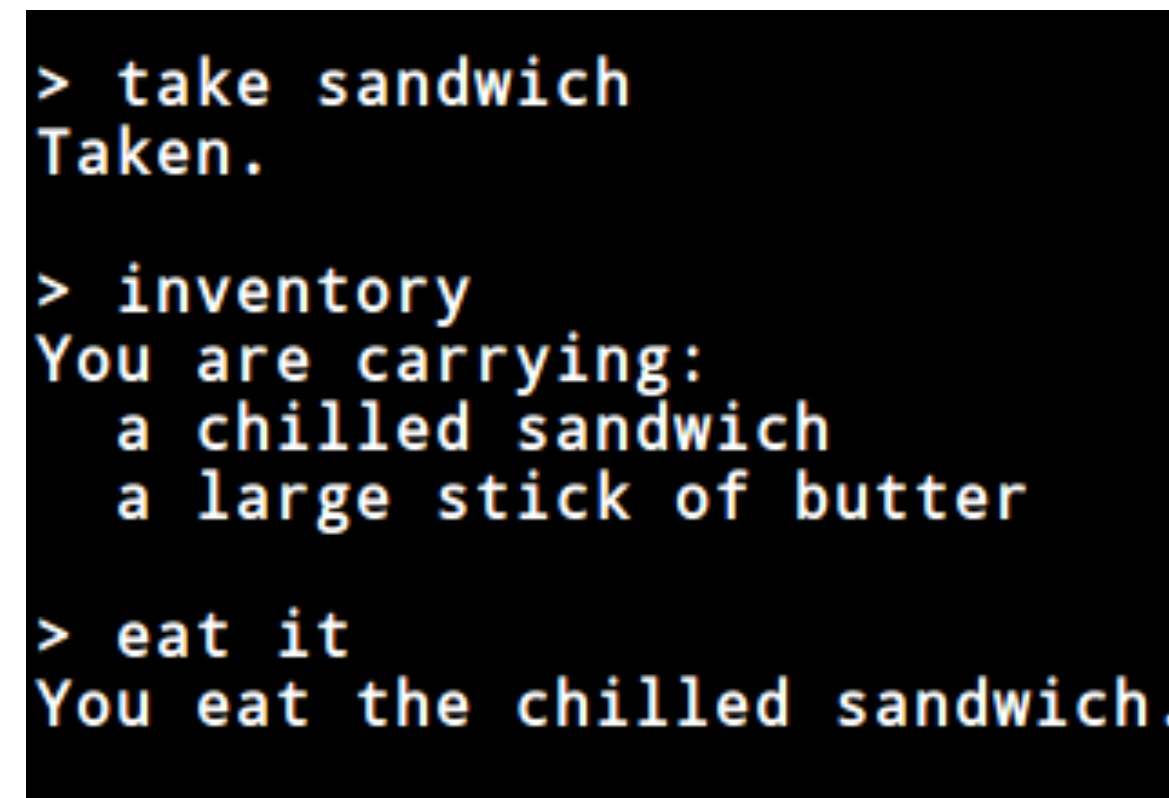 > take sandwich
Taken.
> inventory
You are carrying:
a chilled sandwich
a large stick of butter
> eat it
You eat the chilled sandwich.